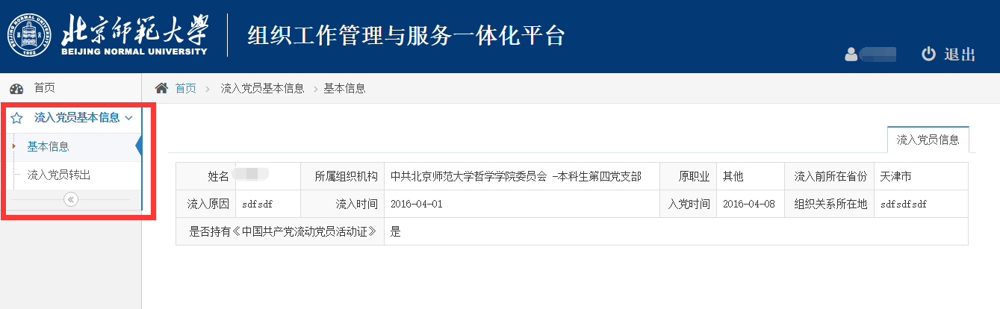 北京师范大学
BEIJING NORMAL UNIVERSITY
BEIJING NORMAL UNIVERSITY
1902
组织工作管理与服务一体化平台
退出
首页
首页 > 流入党员基本信息 > 基本信息
流入党员基本信息
基本信息
流入党员转出
流入党员信息
姓名 所属组织机构 中共北京师范大学哲学学院委员会 -本科生第四党支部 原职业 其他 流入前所在省份 天津市
流入原因 sdfsdf 流入时间 2016-04-01 入党时间 2016-04-08 组织关系所在地 sdfsdfsdf
是否持有《中国共产党流动党员活动证》 是